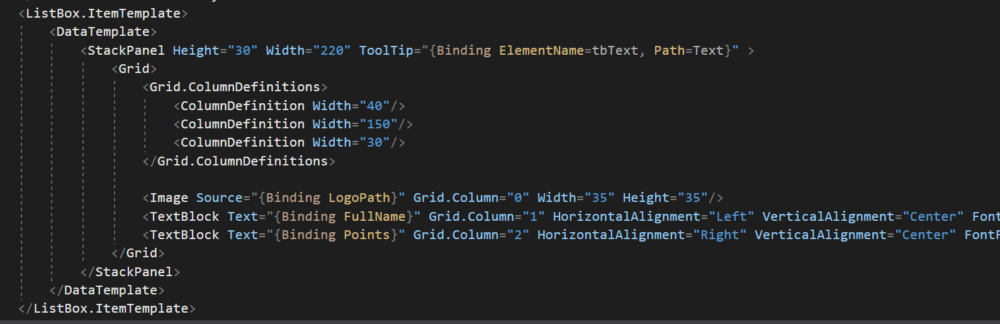 <ListBox.ItemTemplate>
<DataTemplate>
<StackPanel Height="30" Width="220" ToolTip="{Binding ElementName=tbText, Path=Text}" >
<Grid>
<Grid.ColumnDefinitions>
<ColumnDefinition Width="40"/>
<ColumnDefinition Width="150"/>
<ColumnDefinition Width="30"/>
</Grid.ColumnDefinitions>
<Image Source="{Binding LogoPath}" Grid.Column="0" Width="35" Height="35"/>
<TextBlock Text="{Binding FullName}" Grid.Column="1" HorizontalAlignment="Left" VerticalAlignment="Center" Font
<TextBlock Text="{Binding Points}" Grid.Column="2" HorizontalAlignment="Right" VerticalAlignment="Center" FontF
</Grid>
</StackPanel>
</DataTemplate>
</ListBox.ItemTemplate>